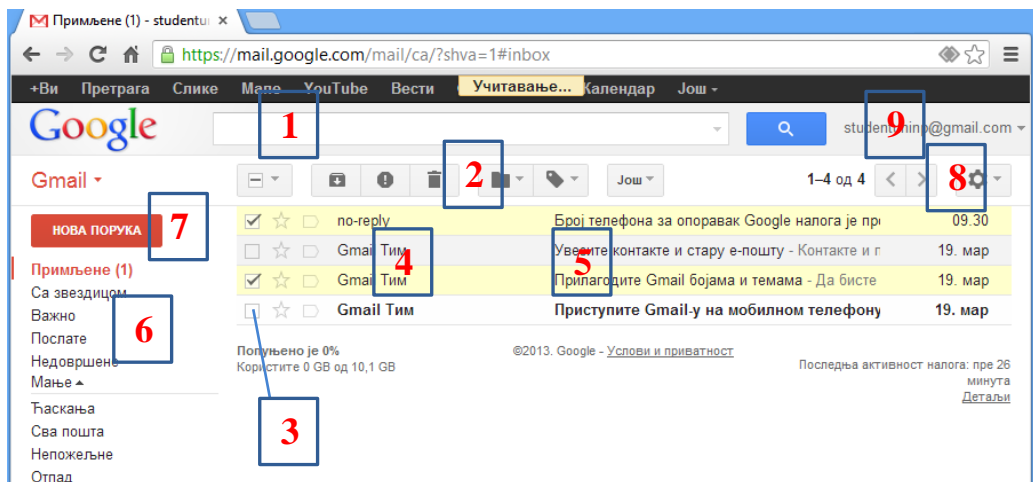 Примљене (1) - studentu
https://mail.google.com/mail/ca/?shva=1#inbox
+Ви Претрага Слике Мапе YouTube Вести Учитавање... Календар Још
Google 1 9 studentuninp@gmail.com
Gmail 2 Још 1–4 од 4 8
НОВА ПОРУКА 7 no-reply Број телефона за опоравак Google налога је пр 09.30
Gmail Тим Увезите контакте и стару е-пошту - Контакте и п 19. мар
Примљене (1) 4 5
Са звездицом Gmail Тим Прилагодите Gmail бојама и темама - Да бисте 19. мар
Важно 6 Gmail Тим Приступите Gmail-у на мобилном телефону 19. мар
Послате
Недовршене Попуњено је 0% ©2013. Google - Услови и приватност
Користите 0 GB од 10,1 GB Последња активност налога: пре 26
Мање минута
Детаљи
Ћаскања
Сва пошта 3
Непожељне
Отпад